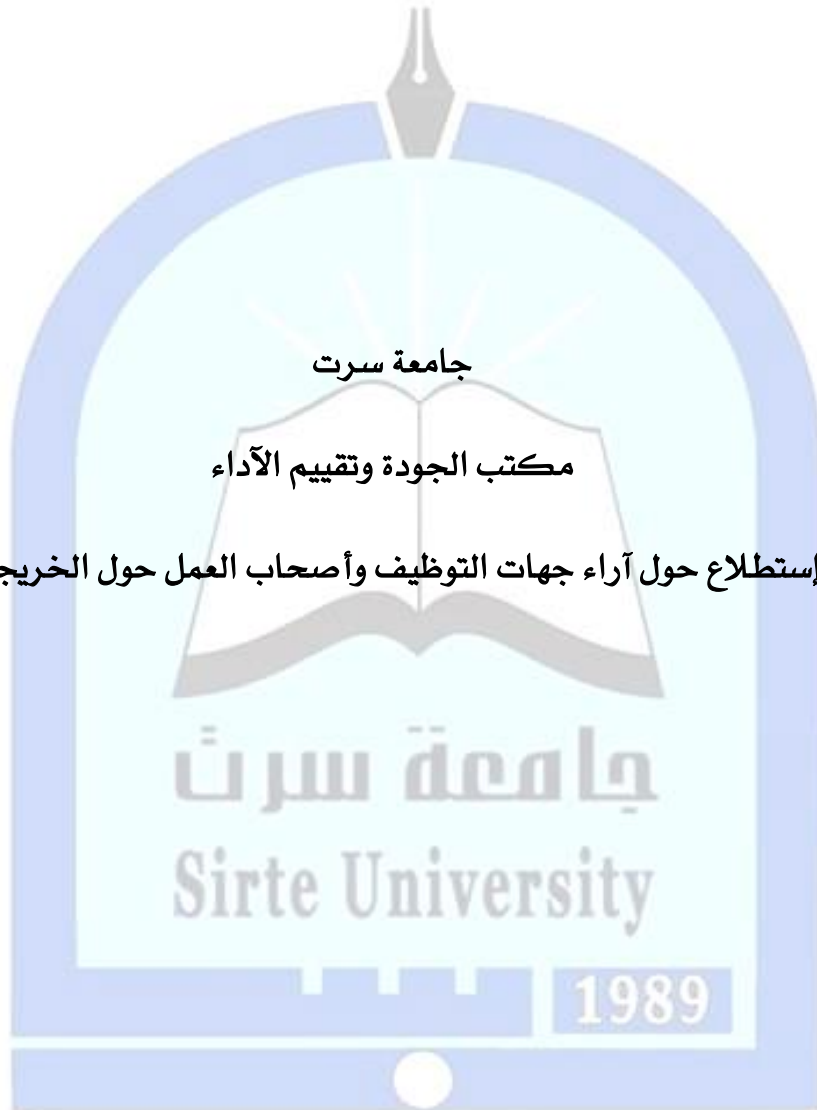 جامعة سرت
مكتب الجودة وتقييم الآداء
إستطلاع حول آراء جهات التوظيف وأصحاب العمل حول
جامعة سرت
Sirte University
1989